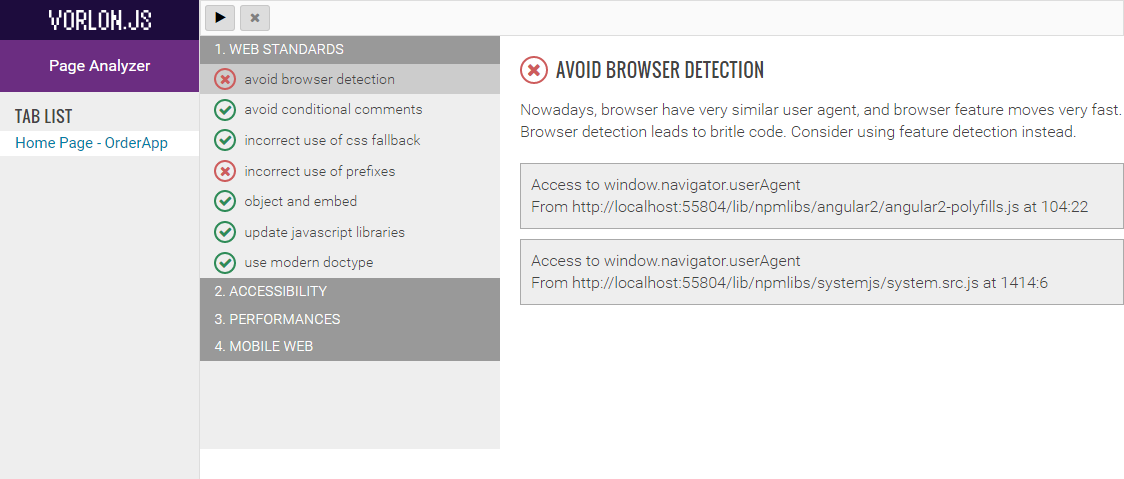 VORLON.JS
Page Analyzer
TAB LIST
Home Page - OrderApp
1. WEB STANDARDS
avoid browser detection
avoid conditional comments
incorrect use of css fallback
incorrect use of prefixes
object and embed
update javascript libraries
use modern doctype
2. ACCESSIBILITY
3. PERFORMANCES
4. MOBILE WEB
AVOID BROWSER DETECTION
Nowadays, browser have very similar user agent, and browser feature moves very fast.
Browser detection leads to britle code. Consider using feature detection instead.
Access to window.navigator.userAgent
From http://localhost:55804/lib/npmlibs/angular2/angular2-polyfills.js at 104:22
Access to window.navigator.userAgent
From http://localhost:55804/lib/npmlibs/systemjs/system.src.js at 1414:6